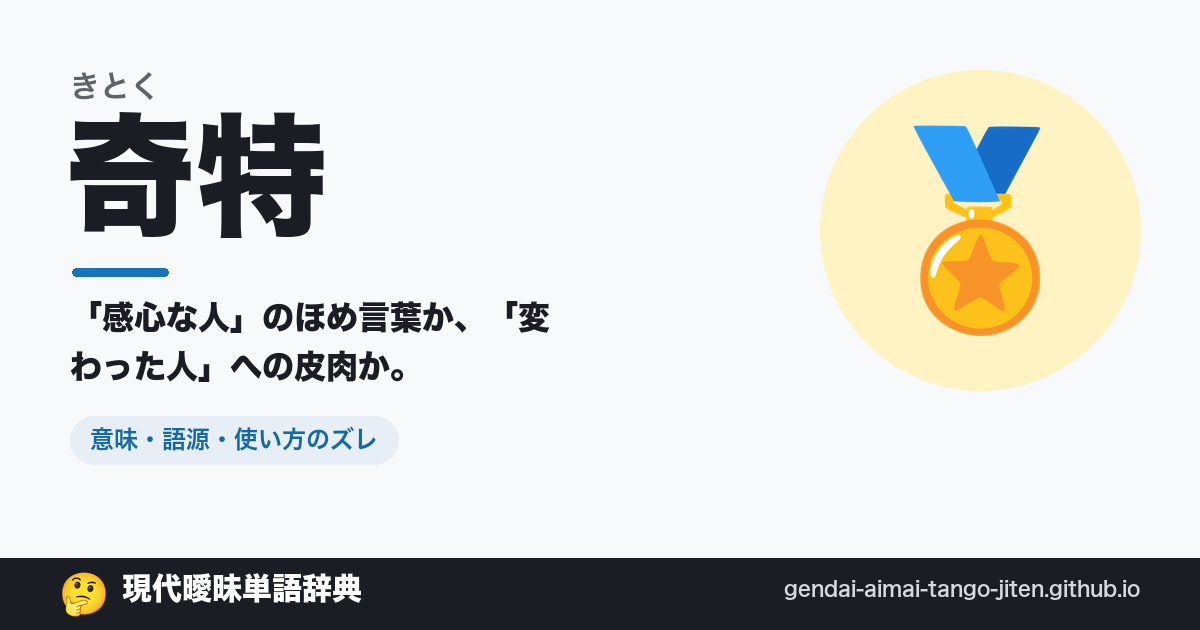 きとく
奇特
「感心な人」のほめ言葉か、「変
わった人」への皮肉か。
意味・語源・使い方のズレ
現代曖昧単語辞典
gendai-aimai-tango-jiten.github.io